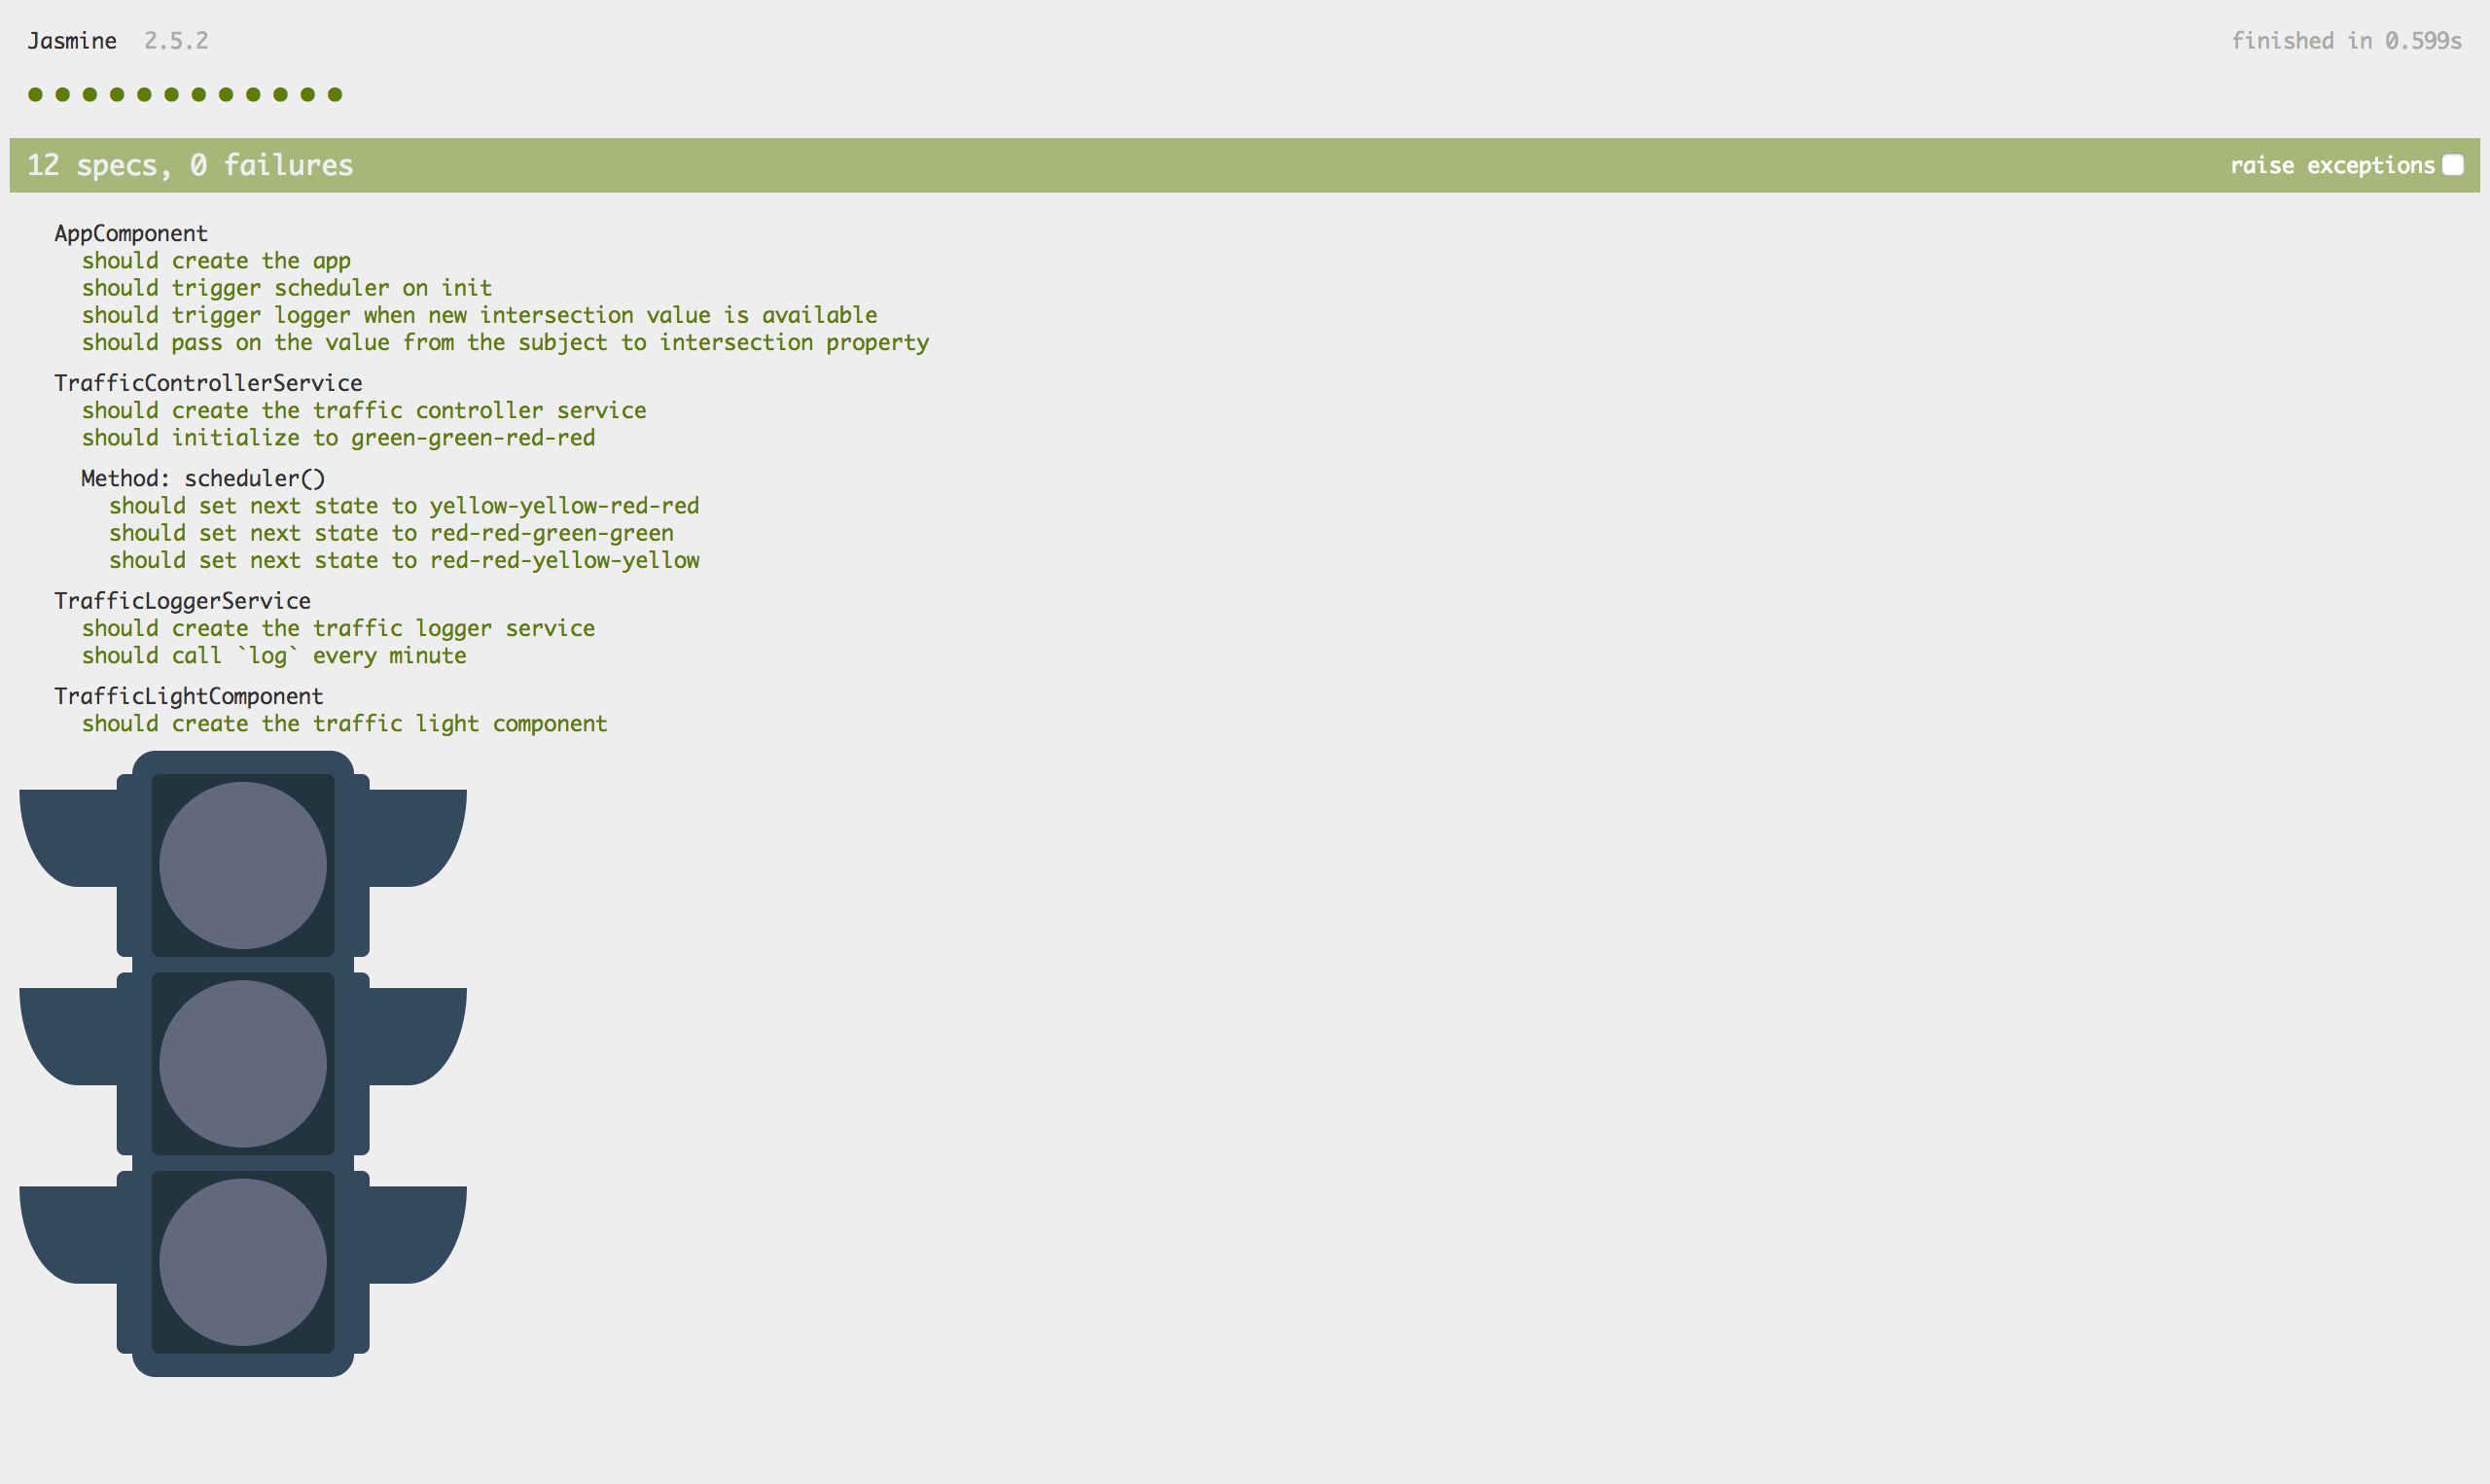 Jasmine 2.5.2 finished in 0.599s
12 specs, 0 failures raise exceptions
AppComponent
should create the app
should trigger scheduler on init
should trigger logger when new intersection value is available
should pass on the value from the subject to intersection property
TrafficControllerService
should create the traffic controller service
should initialize to green-green-red-red
Method: scheduler()
should set next state to yellow-yellow-red-red
should set next state to red-red-green-green
should set next state to red-red-yellow-yellow
TrafficLoggerService
should create the traffic logger service
should call `log` every minute
TrafficLightComponent
should create the traffic light component